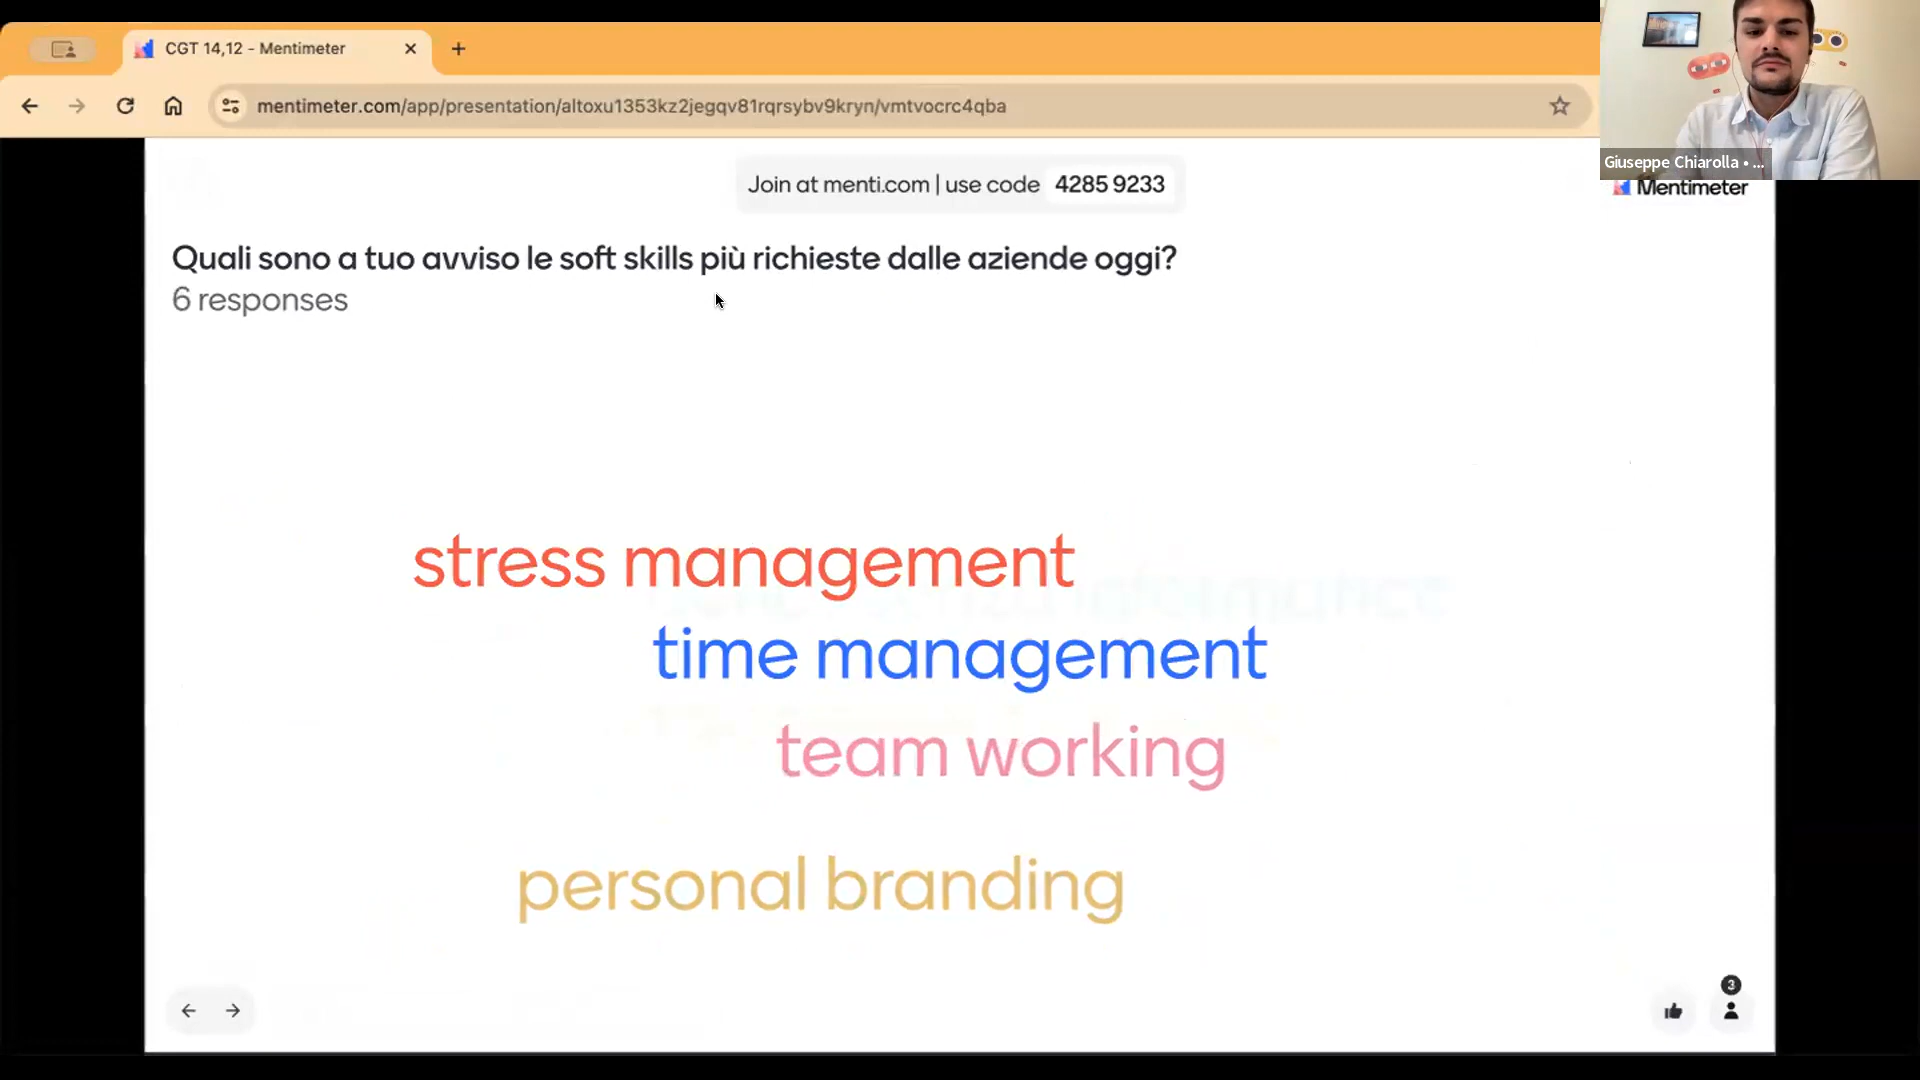 CGT 14,12 - Mentimeter
mentimeter.com/app/presentation/altoxu1353kz2jegqv81rqrsybv9kryn/vmtvocrc4qba
Giuseppe Chiarolla • ...
Join at menti.com | use code 4285 9233
Mentimeter
Quali sono a tuo avviso le soft skills più richieste dalle aziende oggi?
6 responses
stress management
time management
team working
personal branding
3